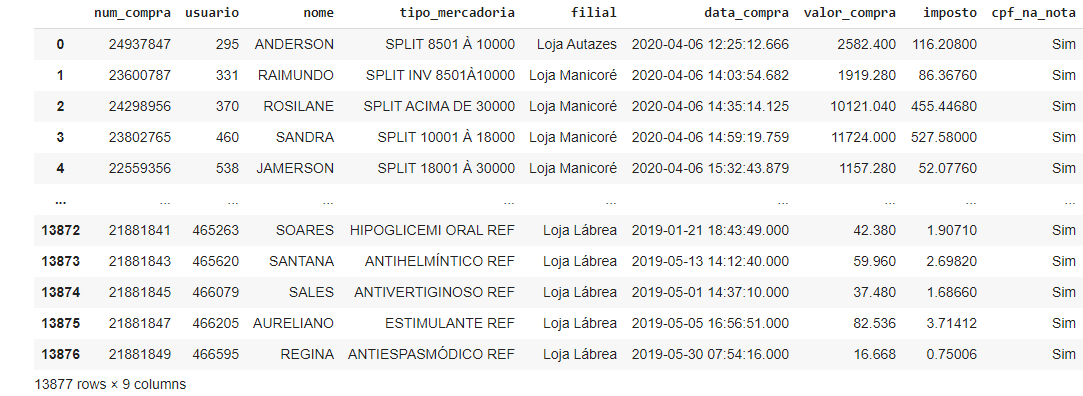 num_compra usuario nome tipo_mercadoria filial data_compra valor_compra imposto cpf_na_nota
0 24937847 295 ANDERSON SPLIT 8501 À 10000 Loja Autazes 2020-04-06 12:25:12.666 2582.400 116.20800 Sim
1 23600787 331 RAIMUNDO SPLIT INV 8501À10000 Loja Manicoré 2020-04-06 14:03:54.682 1919.280 86.36760 Sim
2 24298956 370 ROSILANE SPLIT ACIMA DE 30000 Loja Manicoré 2020-04-06 14:35:14.125 10121.040 455.44680 Sim
3 23802765 460 SANDRA SPLIT 10001 À 18000 Loja Manicoré 2020-04-06 14:59:19.759 11724.000 527.58000 Sim
4 22559356 538 JAMERSON SPLIT 18001 À 30000 Loja Manicoré 2020-04-06 15:32:43.879 1157.280 52.07760 Sim
... ... ... ... ... ... ... ... ... ...
13872 21881841 465263 SOARES HIPOGLICEMI ORAL REF Loja Lábrea 2019-01-21 18:43:49.000 42.380 1.90710 Sim
13873 21881843 465620 SANTANA ANTIHELMÍNTICO REF Loja Lábrea 2019-05-13 14:12:40.000 59.960 2.69820 Sim
13874 21881845 466079 SALES ANTIVERTIGINOSO REF Loja Lábrea 2019-05-01 14:37:10.000 37.480 1.68660 Sim
13875 21881847 466205 AURELIANO ESTIMULANTE REF Loja Lábrea 2019-05-05 16:56:51.000 82.536 3.71412 Sim
13876 21881849 466595 REGINA ANTIESPASMÓDICO REF Loja Lábrea 2019-05-30 07:54:16.000 16.668 0.75006 Sim
13877 rows × 9 columns